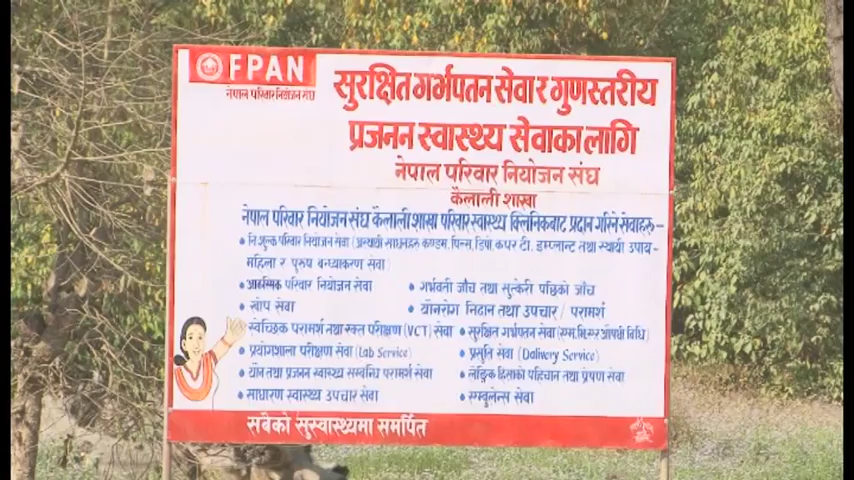 FPAN
नेपाल परिवार नियोजन संघ
सुरक्षित गर्भपतन सेवा र गुणस्तरीय
प्रजनन स्वास्थ्य सेवाका लागि
नेपाल परिवार नियोजन संघ
कैलाली शाखा
नेपाल परिवार नियोजन संघ कैलाली शाखा परिवार स्वास्थ्य क्लिनिकबाट प्रदान गरिने सेवाहरु-
• निःशुल्क परिवार नियोजन सेवा (अस्थायी साधनहरु कण्डम, पिल्स, डिपो, कपर टी, इम्प्लान्ट तथा स्थायी उपाय-
महिला र पुरुष बन्ध्याकरण सेवा)
• आकस्मिक परिवार नियोजन सेवा
• गर्भवती जाँच तथा सुत्केरी पछिको जाँच
• खोप सेवा
• यौनरोग निदान तथा उपचार/ परामर्श
• स्वेच्छिक परामर्श तथा रक्त परीक्षण (VCT) सेवा
• सुरक्षित गर्भपतन सेवा (एम.भि.ए.र औषधी विधि)
• प्रयोगशाला परीक्षण सेवा (Lab Service)
• प्रसुति सेवा (Dalivery Service)
• यौन तथा प्रजनन स्वास्थ्य सम्बन्धि परामर्श सेवा
• लैङ्गिक हिंसाको पहिचान तथा प्रेषण सेवा
• साधारण स्वास्थ्य उपचार सेवा
• एम्बुलेन्स सेवा
सबैको सुस्वास्थ्यमा समर्पित